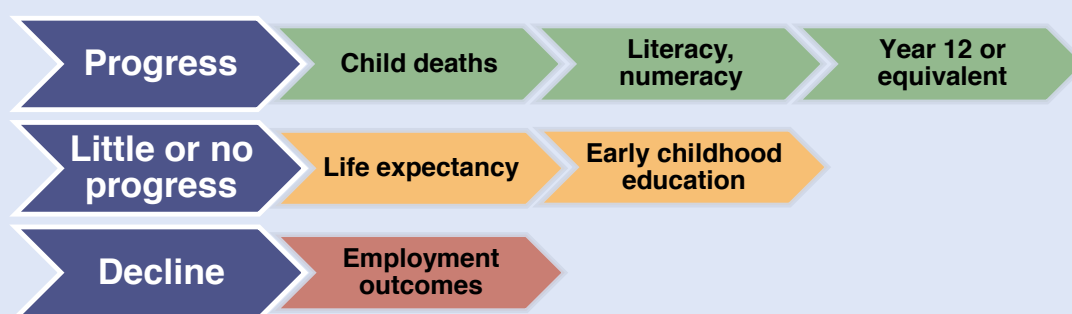 Progress
Child deaths
Literacy,
numeracy
Year 12 or
equivalent
Little or no
progress
Life expectancy
Early childhood
education
Decline
Employment
outcomes